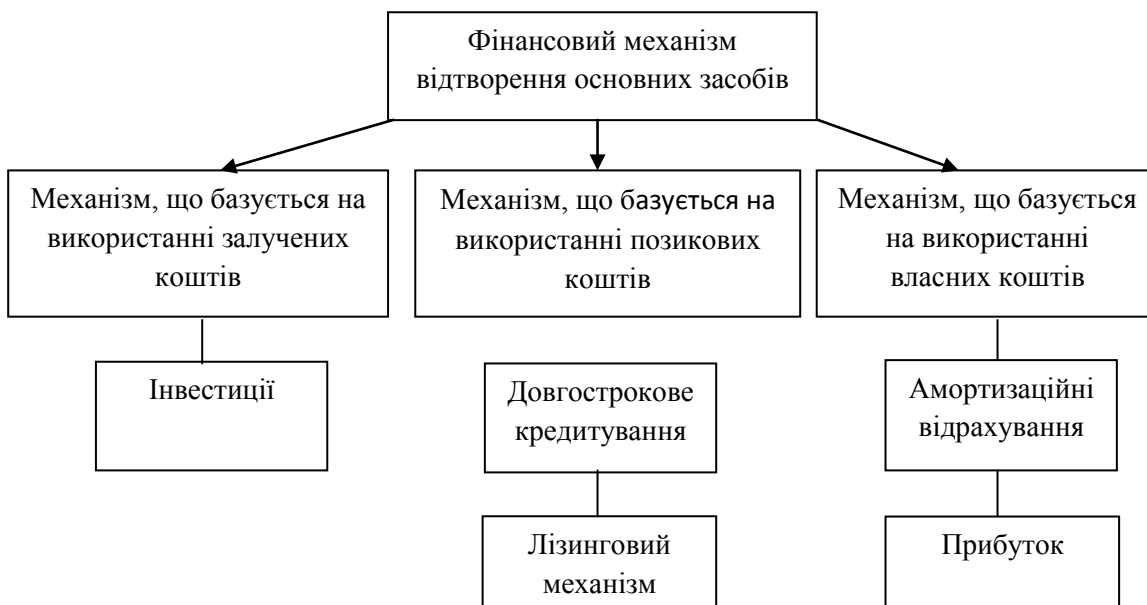 Фінансовий механізм
відтворення основних засобів
Механізм, що базується на
використанні залучених
коштів
Механізм, що базується на
використанні позикових
коштів
Механізм, що базується
на використанні
власних коштів
Інвестиції
Довгострокове
кредитування
Амортизаційні
відрахування
Лізинговий
механізм
Прибуток